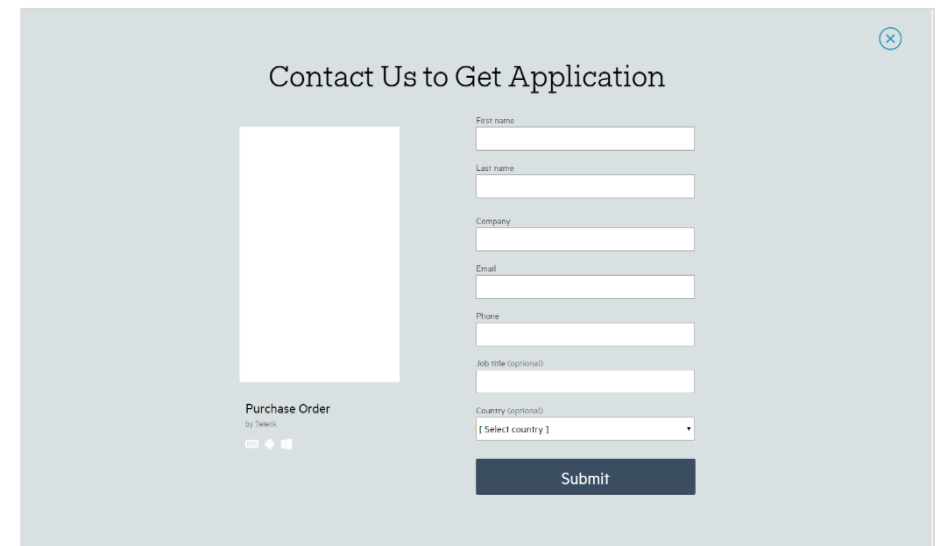 Contact Us to Get Application
First name
Last name
Company
Email
Phone
Job title (optional)
Country (optional)
[ Select country ]
Submit
Purchase Order
by Telerik
iOS